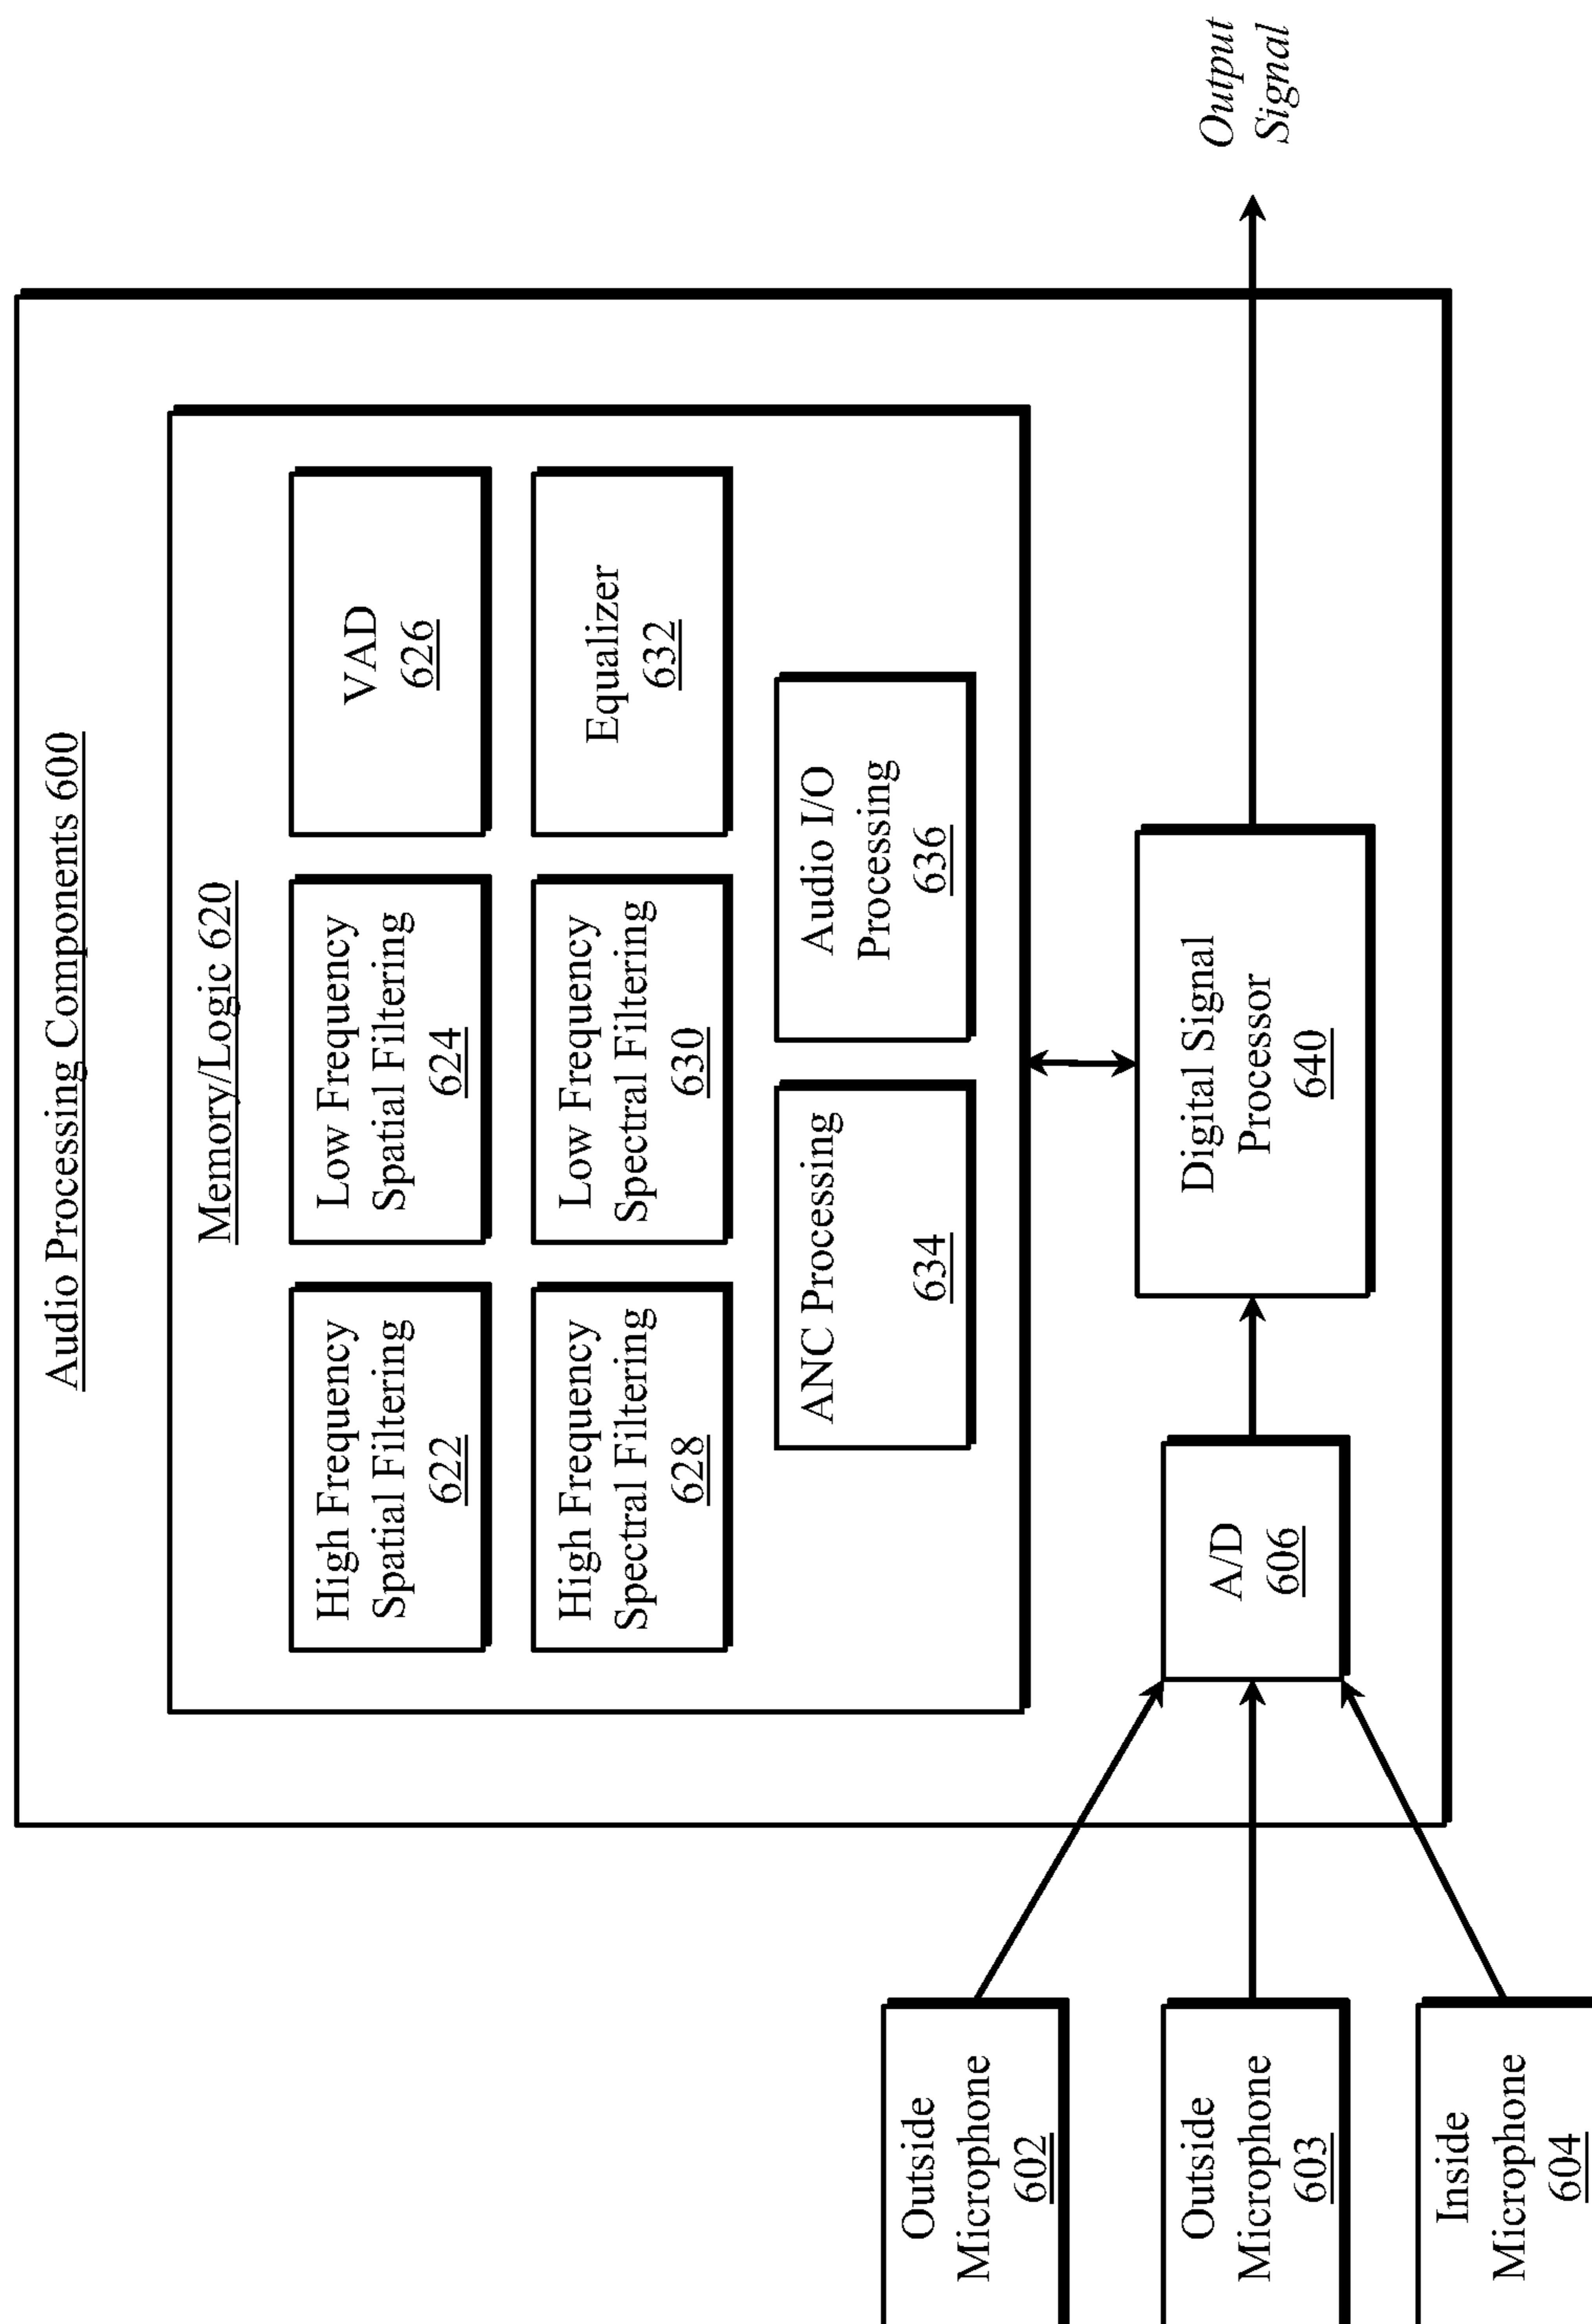 Audio Processing Components 600
Memory/Logic 620
High Frequency
Spatial Filtering
622
Low Frequency
Spatial Filtering
624
VAD
626
High Frequency
Spectral Filtering
628
Low Frequency
Spectral Filtering
630
Equalizer
632
ANC Processing
634
Audio I/O
Processing
636
Outside
Microphone
602
Outside
Microphone
603
Inside
Microphone
604
A/D
606
Digital Signal
Processor
640
Output
Signal